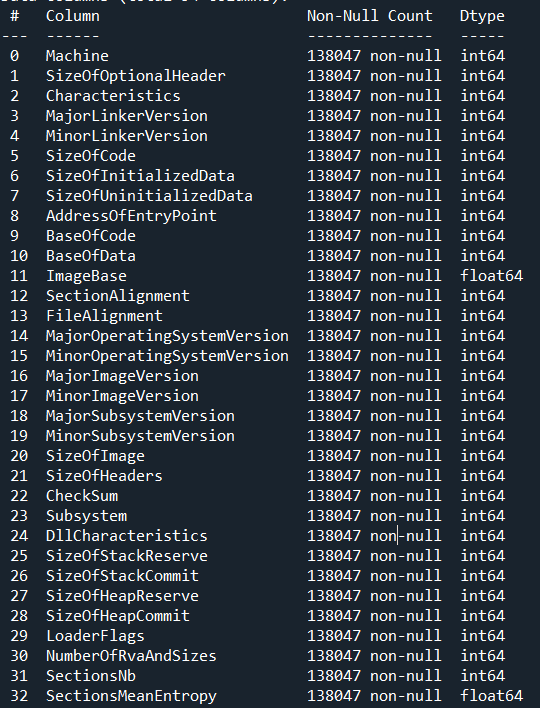 #   Column                       Non-Null Count   Dtype
---  ------                       --------------   -----
0   Machine                      138047 non-null  int64
1   SizeOfOptionalHeader         138047 non-null  int64
2   Characteristics              138047 non-null  int64
3   MajorLinkerVersion           138047 non-null  int64
4   MinorLinkerVersion           138047 non-null  int64
5   SizeOfCode                   138047 non-null  int64
6   SizeOfInitializedData        138047 non-null  int64
7   SizeOfUninitializedData      138047 non-null  int64
8   AddressOfEntryPoint          138047 non-null  int64
9   BaseOfCode                   138047 non-null  int64
10  BaseOfData                   138047 non-null  int64
11  ImageBase                    138047 non-null  float64
12  SectionAlignment             138047 non-null  int64
13  FileAlignment                138047 non-null  int64
14  MajorOperatingSystemVersion  138047 non-null  int64
15  MinorOperatingSystemVersion  138047 non-null  int64
16  MajorImageVersion            138047 non-null  int64
17  MinorImageVersion            138047 non-null  int64
18  MajorSubsystemVersion        138047 non-null  int64
19  MinorSubsystemVersion        138047 non-null  int64
20  SizeOfImage                  138047 non-null  int64
21  SizeOfHeaders                138047 non-null  int64
22  CheckSum                     138047 non-null  int64
23  Subsystem                    138047 non-null  int64
24  DllCharacteristics           138047 non-null  int64
25  SizeOfStackReserve           138047 non-null  int64
26  SizeOfStackCommit            138047 non-null  int64
27  SizeOfHeapReserve            138047 non-null  int64
28  SizeOfHeapCommit             138047 non-null  int64
29  LoaderFlags                  138047 non-null  int64
30  NumberOfRvaAndSizes          138047 non-null  int64
31  SectionsNb                   138047 non-null  int64
32  SectionsMeanEntropy          138047 non-null  float64